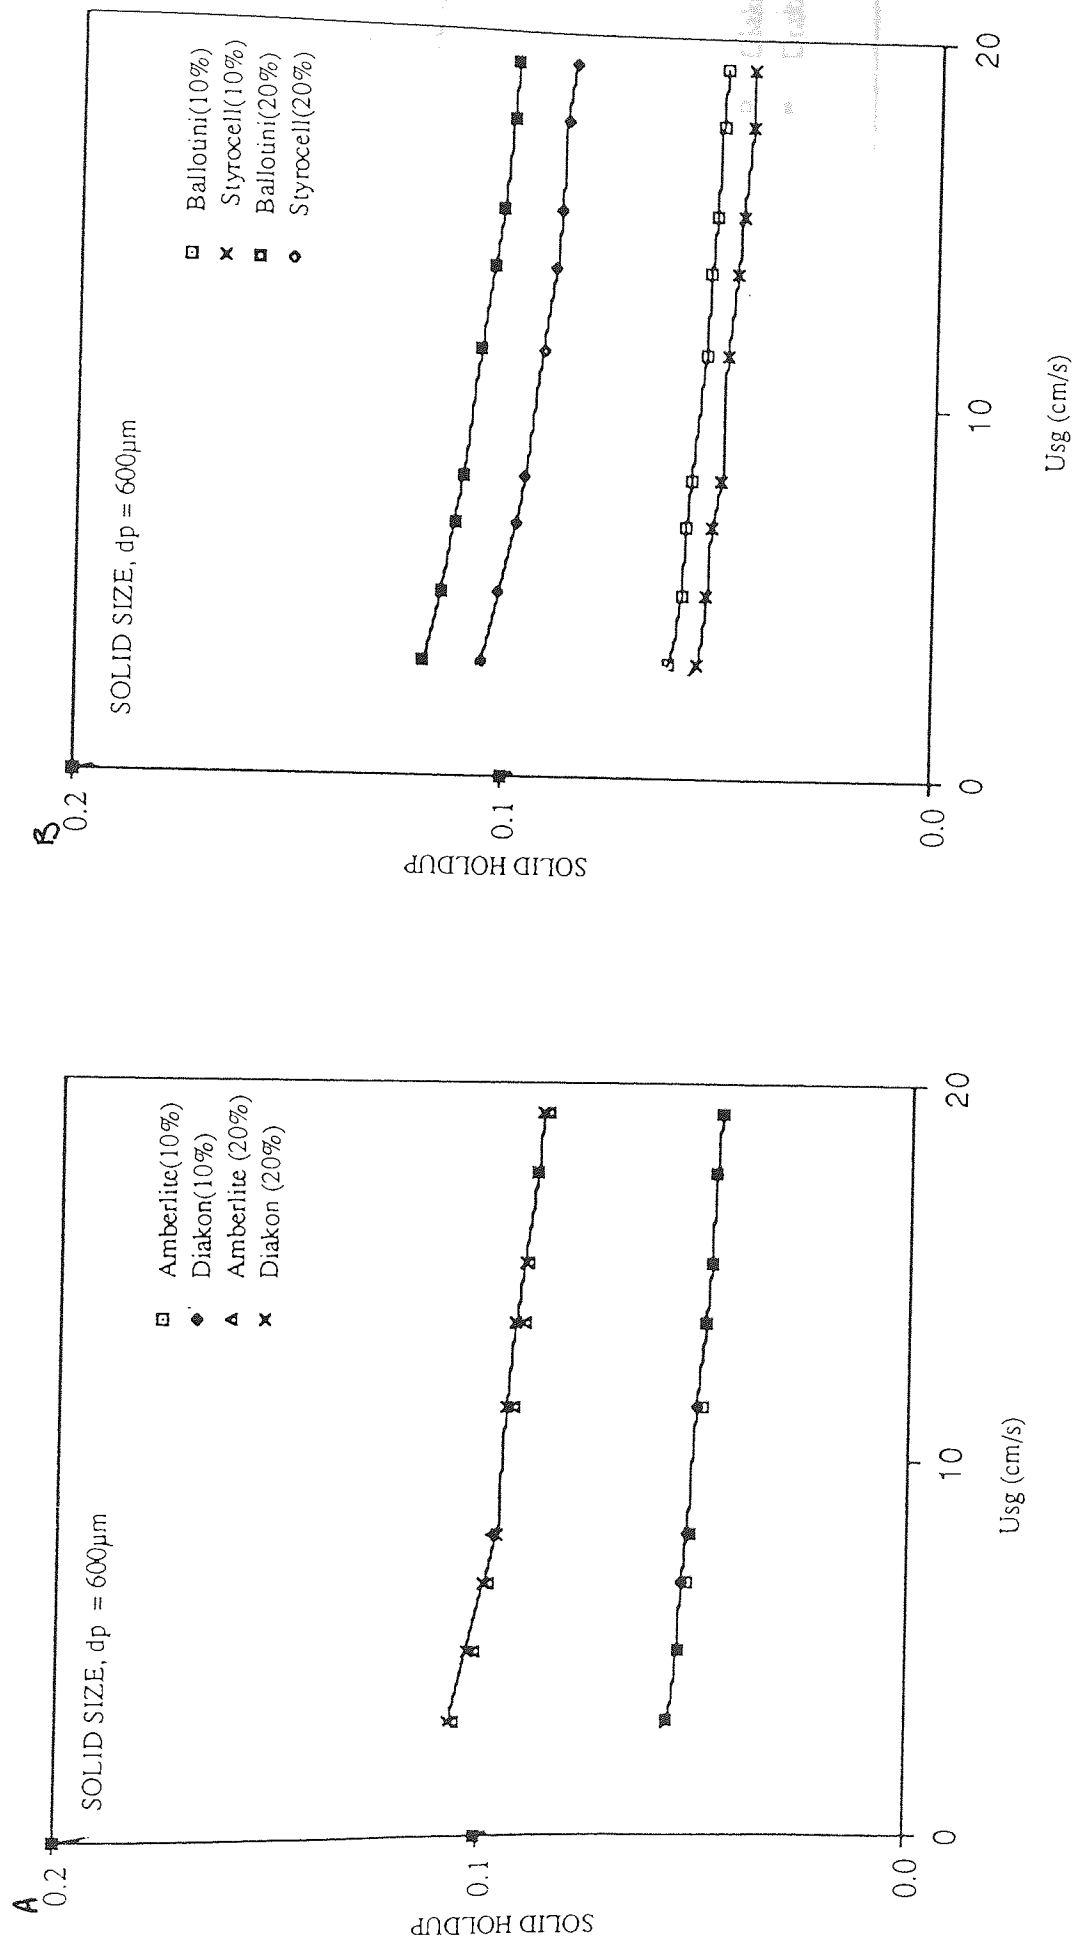 A
0.2
0.1
0.0
SOLID HOLDUP
SOLID SIZE, dp = 600μm
Amberlite(10%)
Diakon(10%)
Amberlite (20%)
Diakon (20%)
0
10
20
Usg (cm/s)
B
0.2
0.1
0.0
SOLID HOLDUP
SOLID SIZE, dp = 600μm
Ballotini(10%)
Styrocell(10%)
Ballotini(20%)
Styrocell(20%)
0
10
20
Usg (cm/s)